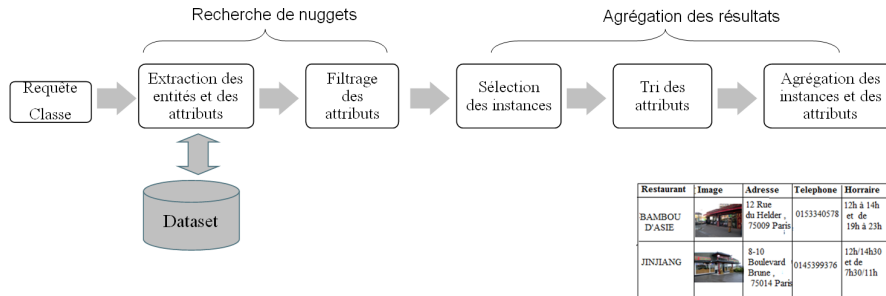 Recherche de nuggets
Agrégation des résultats
Requête
Classe
Extraction des
entités et des
attributs
Filtrage
des
attributs
Sélection
des instances
Tri des
attributs
Agrégation des
instances et des
attributs
Dataset
Restaurant Image Adresse Telephone Horraire
BAMBOU
D'ASIE
12 Rue
du Helder ,
75009 Paris
0153340578
12h à 14h
et de
19h à 23h
JINJIANG
8-10
Boulevard
Brune ,
75014 Paris
0145399376
12h/14h30
et de
7h30/11h